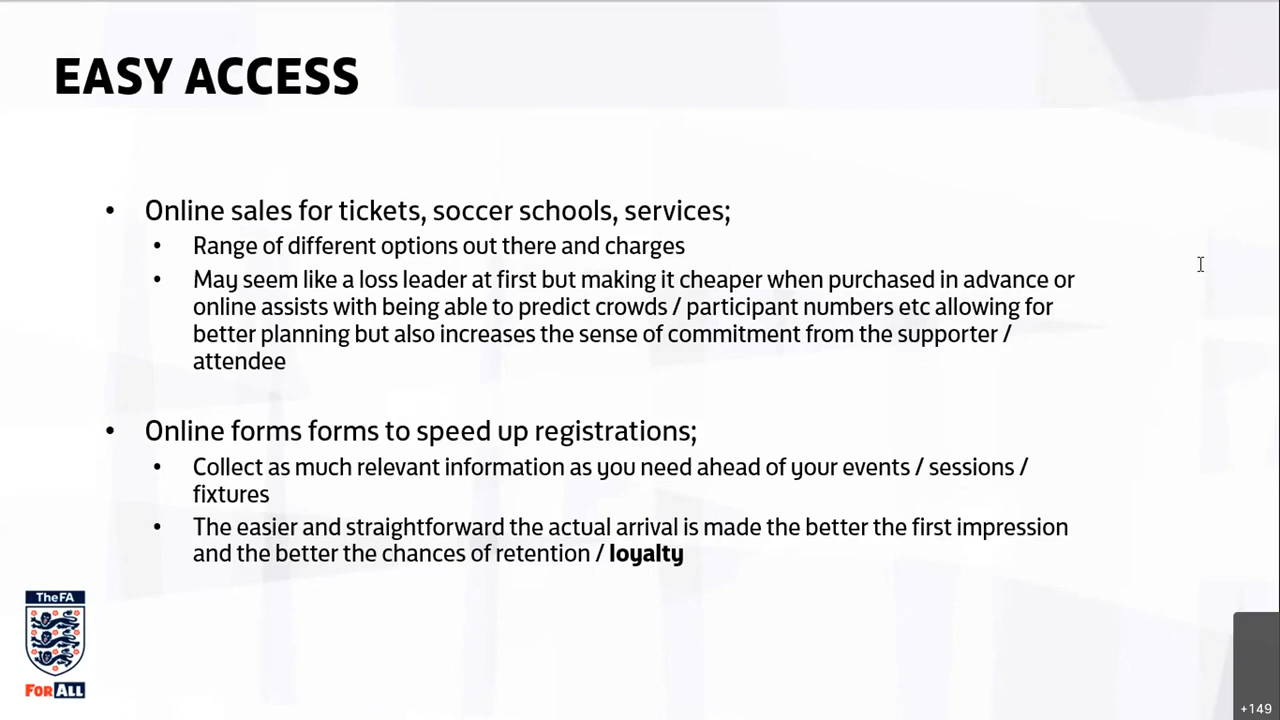 EASY ACCESS
• Online sales for tickets, soccer schools, services;
• Range of different options out there and charges
• May seem like a loss leader at first but making it cheaper when purchased in advance or
online assists with being able to predict crowds / participant numbers etc allowing for
better planning but also increases the sense of commitment from the supporter /
attendee
• Online forms forms to speed up registrations;
• Collect as much relevant information as you need ahead of your events / sessions /
fixtures
• The easier and straightforward the actual arrival is made the better the first impression
and the better the chances of retention / loyalty
TheFA
FORALL
+149